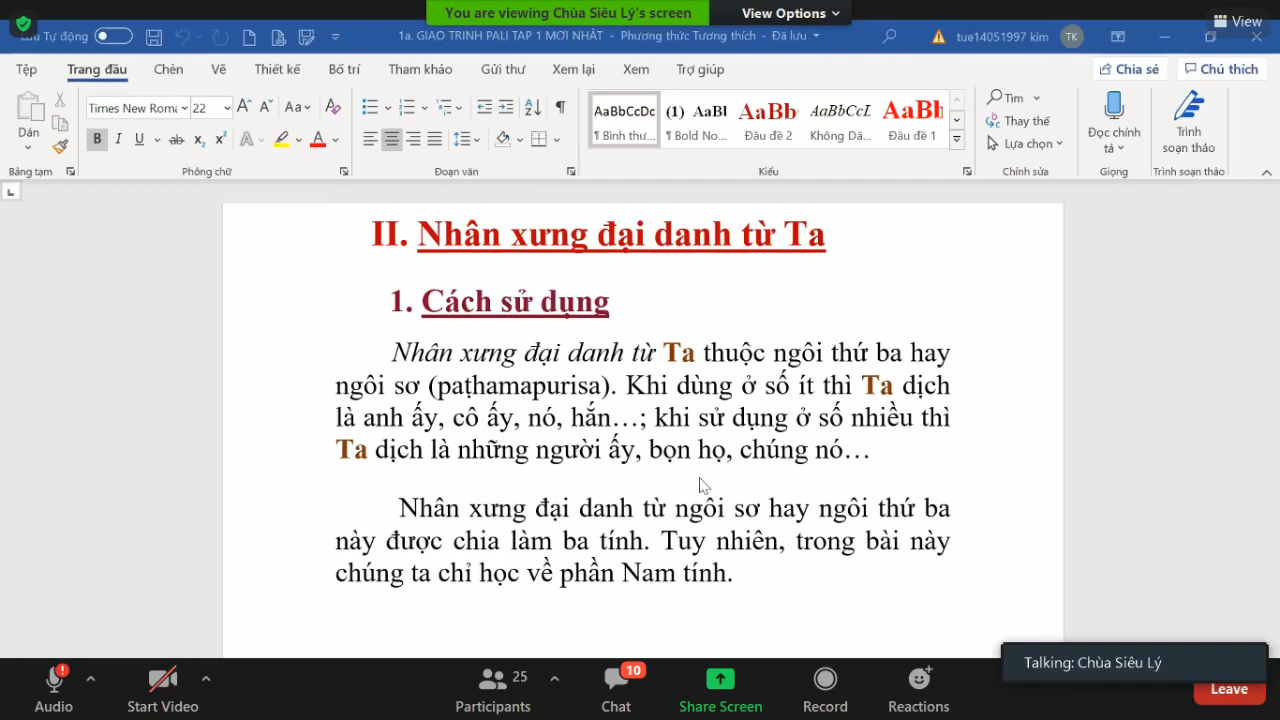 You are viewing Chùa Siêu Lý's screen
View Options
View
Tự động
1a. GIAO TRINH PALI TAP 1 MỚI NHẤT - Phương thức Tương thích - Đã lưu
tue14051997 kim
TK
Tệp Trang đầu Chèn Vẽ Thiết kế Bố trí Tham khảo Gửi thư Xem lại Xem Trợ giúp
Chia sẻ Chú thích
Dán
Times New Roma 22
B I U ab x₂ x² A A
AaBbCcDc (1) AaBl AaBb AaBbCcL AaBb
¶ Bình thư... ¶ Bold No... Đầu đề 2 Không Dã... Đầu đề 1
Tìm
Thay thế
Lựa chọn
Đọc chính tả
Trình soạn thảo
Bảng tạm Phông chữ Đoạn văn Kiểu Chỉnh sửa Giọng Trình soạn thảo
II. Nhân xưng đại danh từ Ta
1. Cách sử dụng
Nhân xưng đại danh từ Ta thuộc ngôi thứ ba hay
ngôi sơ (paṭhamapurisa). Khi dùng ở số ít thì Ta dịch
là anh ấy, cô ấy, nó, hắn…; khi sử dụng ở số nhiều thì
Ta dịch là những người ấy, bọn họ, chúng nó…
Nhân xưng đại danh từ ngôi sơ hay ngôi thứ ba
này được chia làm ba tính. Tuy nhiên, trong bài này
chúng ta chỉ học về phần Nam tính.
Talking: Chùa Siêu Lý
25
10
Audio Start Video Participants Chat Share Screen Record Reactions Leave